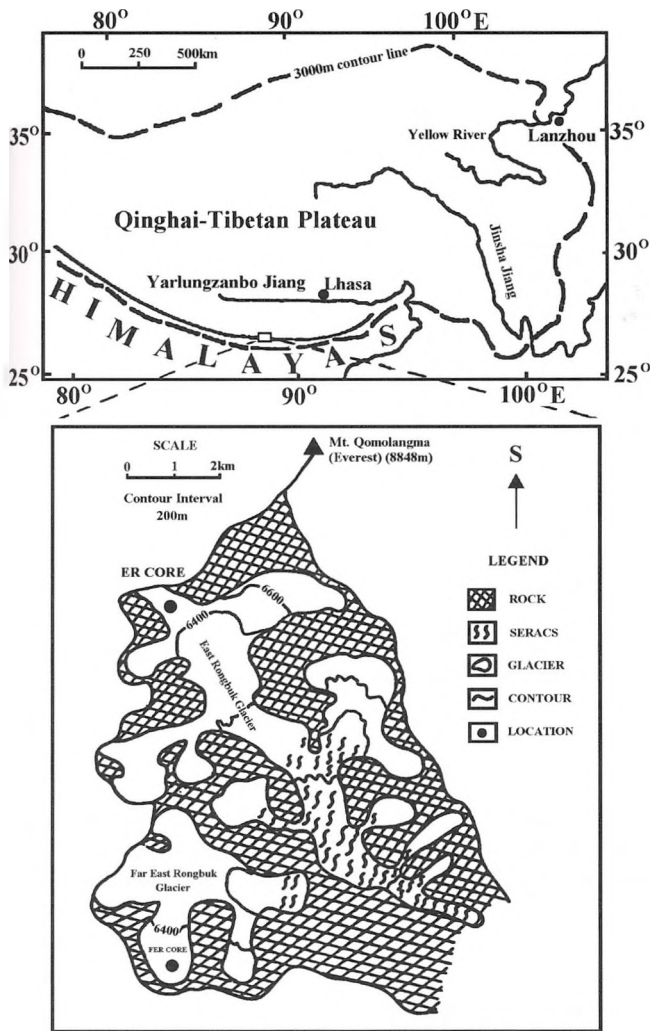 80° 90° 100°E
0 250 500km
3000m contour line
35° 35°
Yellow River
Lanzhou
Qinghai-Tibetan Plateau
Jinsha Jiang
30° 30°
Yarlungzanbo Jiang Lhasa
HIMALAYAS
25° 25°
80° 90° 100°E
SCALE
0 1 2km
Contour Interval
200m
Mt. Qomolangma
(Everest) (8848m)
S
ER CORE
6600
6400
East Rongbuk Glacier
LEGEND
ROCK
SERACS
GLACIER
CONTOUR
LOCATION
Far East Rongbuk
Glacier
6400
FER CORE